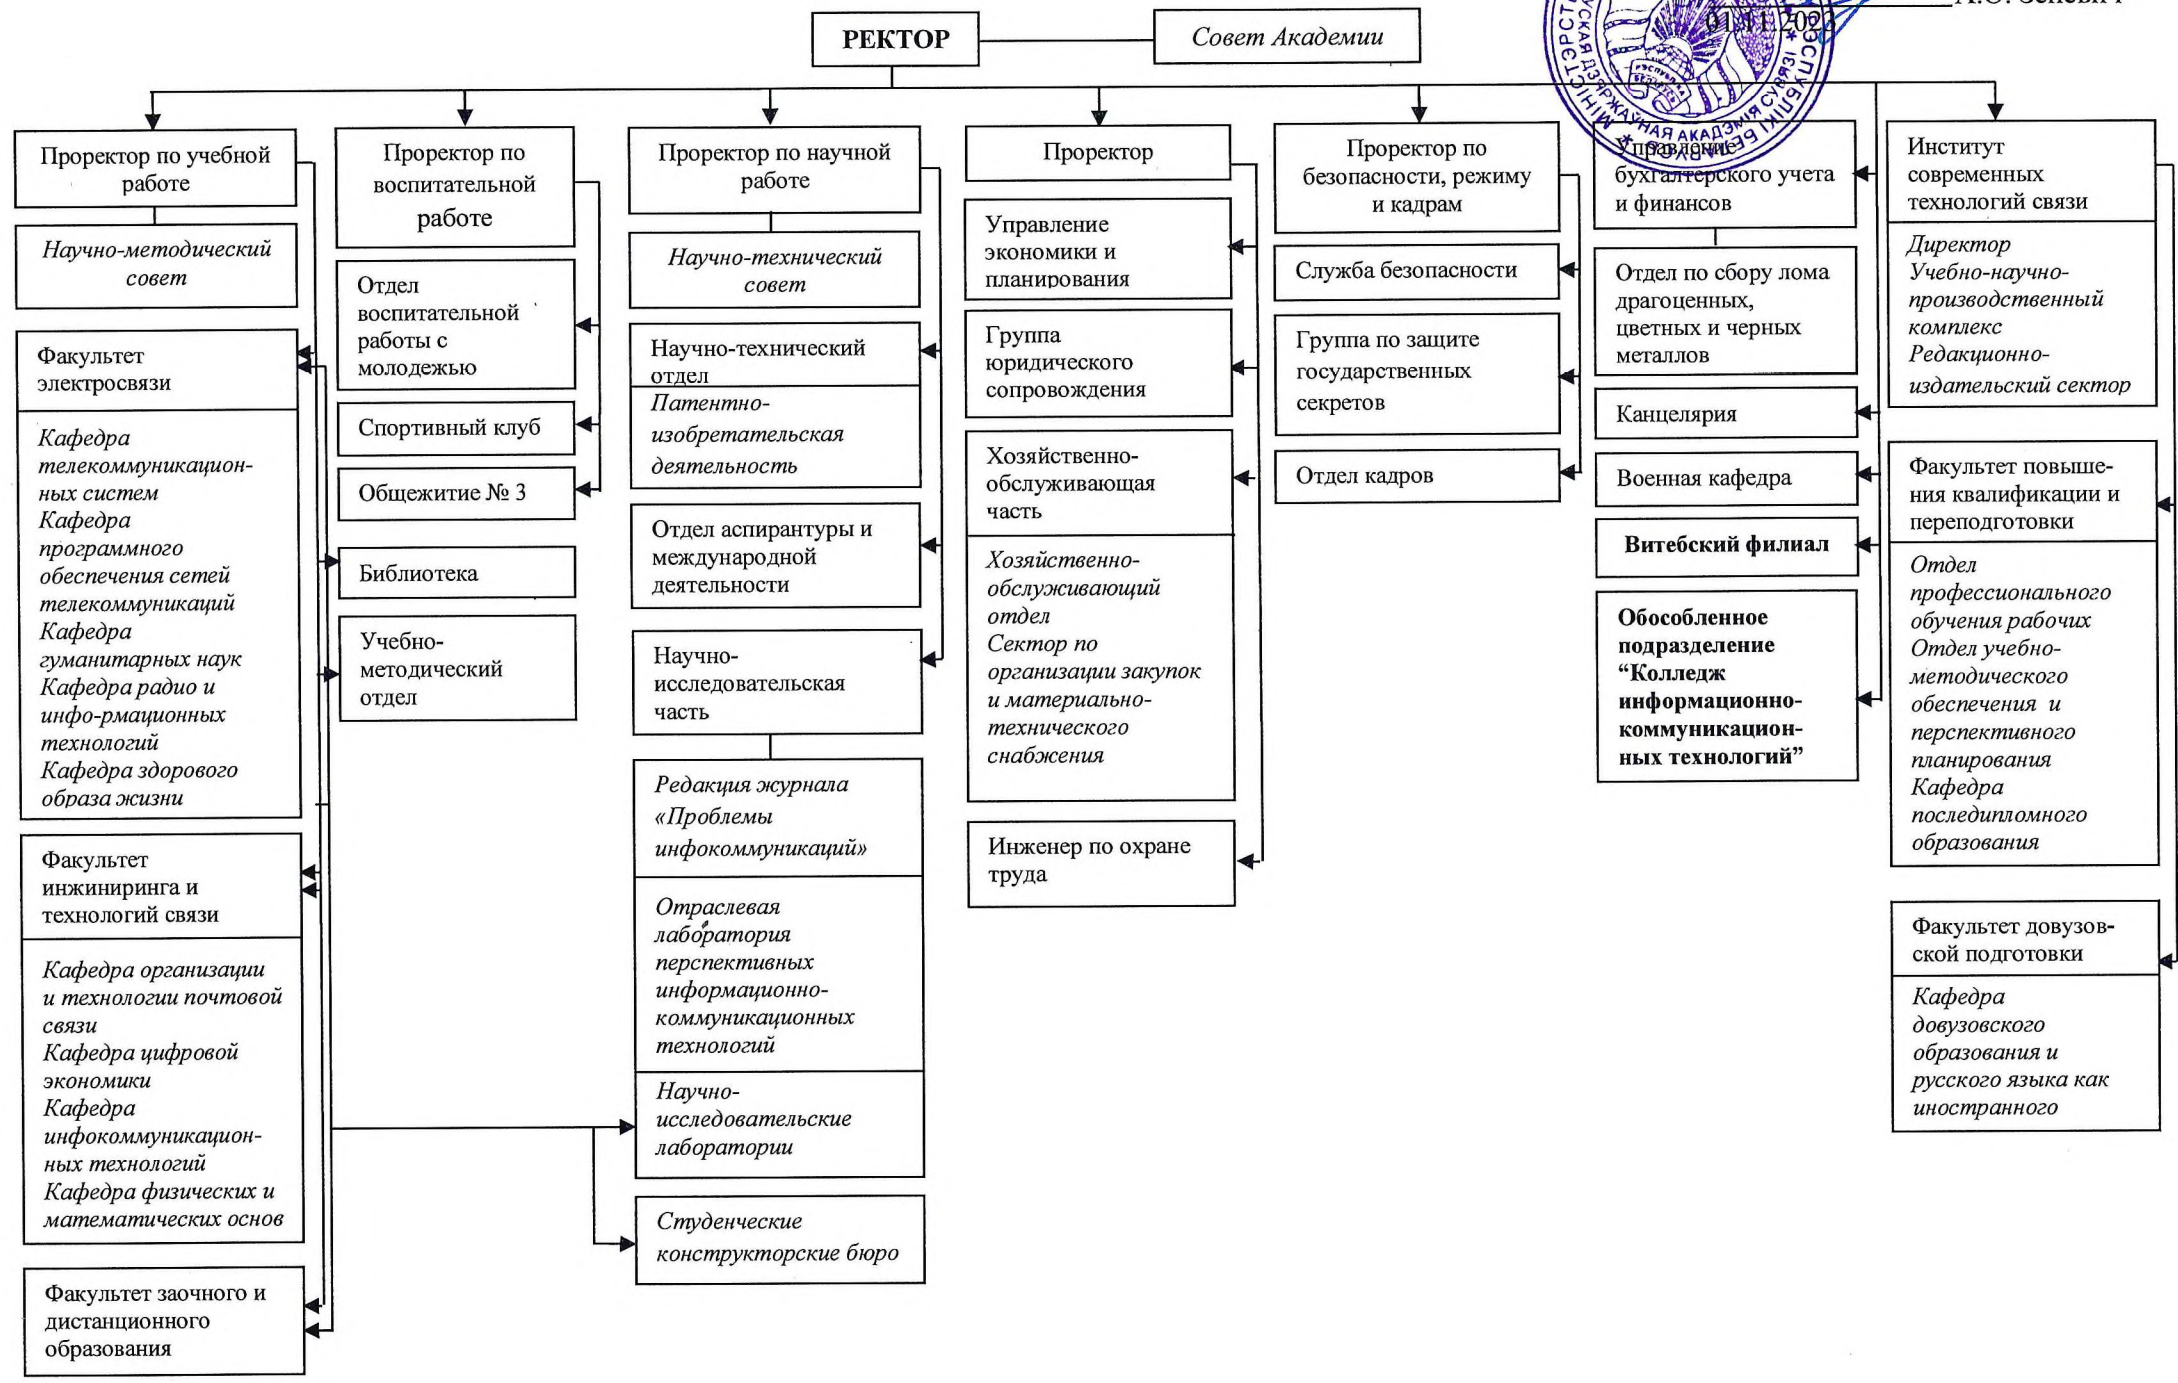 РЕКТОР
Совет Академии
01.11.2023
РЭСПУБЛІКА
БЕЛАРУСЬ
Проректор по учебной
работе
Научно-методический
совет
Факультет
электросвязи
Кафедра
телекоммуникацион-
ных систем
Кафедра
программного
обеспечения сетей
телекоммуникаций
Кафедра
гуманитарных наук
Кафедра радио и
инфо-рмационных
технологий
Кафедра здорового
образа жизни
Факультет
инжиниринга и
технологий связи
Кафедра организации
и технологии почтовой
связи
Кафедра цифровой
экономики
Кафедра
инфокоммуникацион-
ных технологий
Кафедра физических и
математических основ
Факультет заочного и
дистанционного
образования
Проректор по
воспитательной
работе
Отдел
воспитательной
работы с
молодежью
Спортивный клуб
Общежитие № 3
Библиотека
Учебно-
методический
отдел
Проректор по научной
работе
Научно-технический
совет
Научно-технический
отдел
Патентно-
изобретательская
деятельность
Отдел аспирантуры и
международной
деятельности
Научно-
исследовательская
часть
Редакция журнала
«Проблемы
инфокоммуникаций»
Отраслевая
лаборатория
перспективных
информационно-
коммуникационных
технологий
Научно-
исследовательские
лаборатории
Студенческие
конструкторские бюро
Проректор
Управление
экономики и
планирования
Группа
юридического
сопровождения
Хозяйственно-
обслуживающая
часть
Хозяйственно-
обслуживающий
отдел
Сектор по
организации закупок
и материально-
технического
снабжения
Инженер по охране
труда
Проректор по
безопасности, режиму
и кадрам
Служба безопасности
Группа по защите
государственных
секретов
Отдел кадров
Управление
бухгалтерского учета
и финансов
Отдел по сбору лома
драгоценных,
цветных и черных
металлов
Канцелярия
Военная кафедра
Витебский филиал
Обособленное
подразделение
“Колледж
информационно-
коммуникацион-
ных технологий”
Институт
современных
технологий связи
Директор
Учебно-научно-
производственный
комплекс
Редакционно-
издательский сектор
Факультет повыше-
ния квалификации и
переподготовки
Отдел
профессионального
обучения рабочих
Отдел учебно-
методического
обеспечения и
перспективного
планирования
Кафедра
последипломного
образования
Факультет довузов-
ской подготовки
Кафедра
довузовского
образования и
русского языка как
иностранного